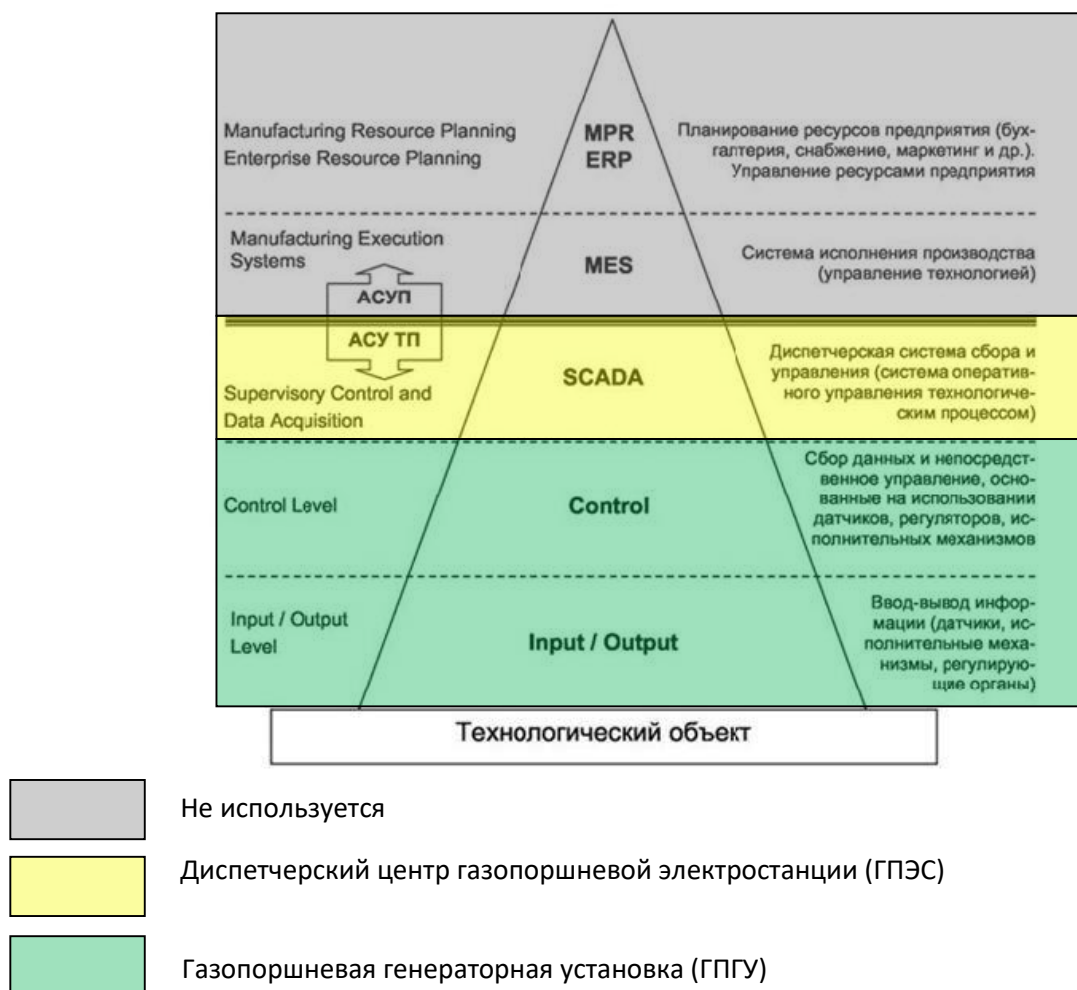 Manufacturing Resource Planning
Enterprise Resource Planning
MPR
ERP
Планирование ресурсов предприятия (бух-
галтерия, снабжение, маркетинг и др.).
Управление ресурсами предприятия
Manufacturing Execution
Systems
MES
Система исполнения производства
(управление технологией)
АСУП
АСУ ТП
Supervisory Control and
Data Acquisition
SCADA
Диспетчерская система сбора и
управления (система оператив-
ного управления технологиче-
ским процессом)
Control Level
Control
Сбор данных и непосредст-
венное управление, осно-
ванные на использовании
датчиков, регуляторов, ис-
полнительных механизмов
Input / Output
Level
Input / Output
Ввод-вывод инфор-
мации (датчики, ис-
полнительные меха-
низмы, регулирую-
щие органы)
Технологический объект
Не используется
Диспетчерский центр газопоршневой электростанции (ГПЭС)
Газопоршневая генераторная установка (ГПГУ)